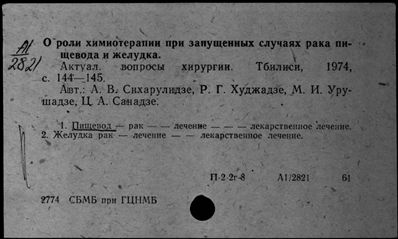 А1
2821
О роли химиотерапии при запущенных случаях рака пи-
щевода и желудка.
Актуал. вопросы хирургии. Тбилиси, 1974,
с. 144—145.
Авт.: А. В. Сихарулидзе, Р. Г. Худжадзе, М. И. Уру-
шадзе, Ц. А. Санадзе.
1. Пищевод — рак — — лечение — — — лекарственное лечение.
2. Желудка рак — лечение — — лекарственное лечение.
П-2-2г-8 А1/2821 61
2774 СБМБ при ГЦНМБ